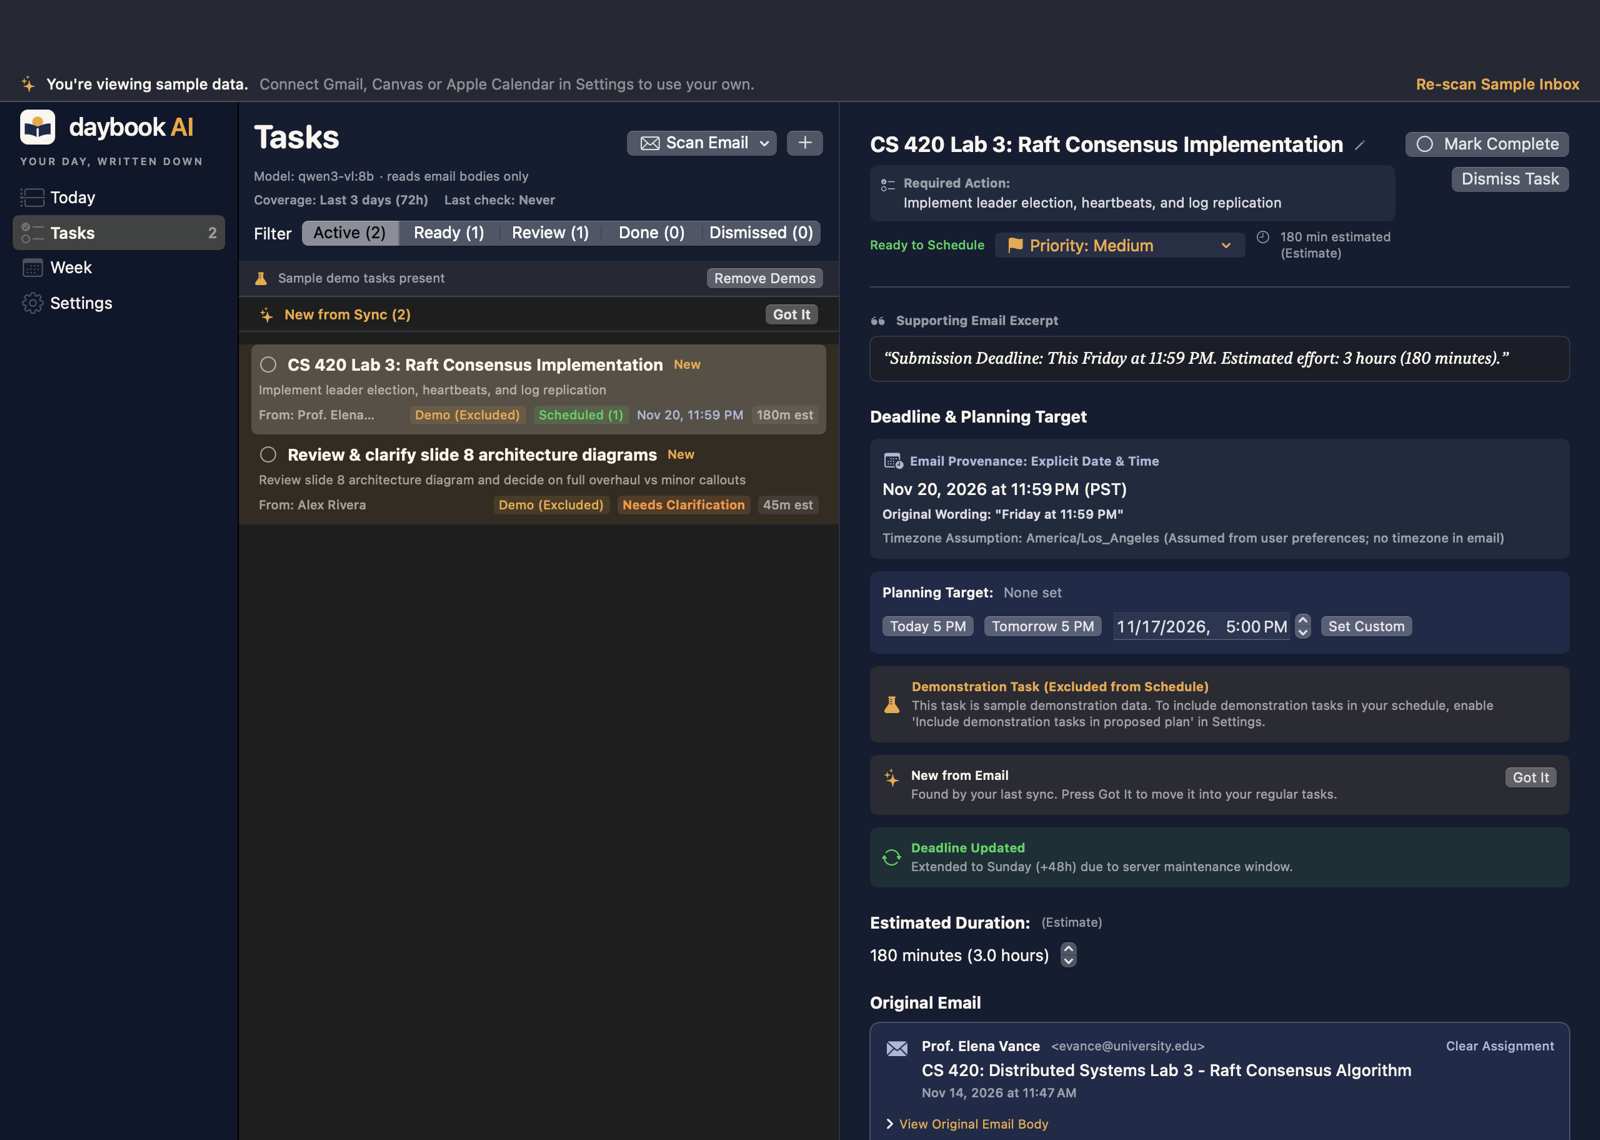 You're viewing sample data. Connect Gmail, Canvas or Apple Calendar in Settings to use your own.
Re-scan Sample Inbox
daybook AI
YOUR DAY, WRITTEN DOWN
Today
Tasks 2
Week
Settings
Tasks
Scan Email
Model: qwen3-vl:8b · reads email bodies only
Coverage: Last 3 days (72h) Last check: Never
Filter Active (2) Ready (1) Review (1) Done (0) Dismissed (0)
Sample demo tasks present Remove Demos
New from Sync (2) Got It
CS 420 Lab 3: Raft Consensus Implementation New
Implement leader election, heartbeats, and log replication
From: Prof. Elena... Demo (Excluded) Scheduled (1) Nov 20, 11:59 PM 180m est
Review & clarify slide 8 architecture diagrams New
Review slide 8 architecture diagram and decide on full overhaul vs minor callouts
From: Alex Rivera Demo (Excluded) Needs Clarification 45m est
CS 420 Lab 3: Raft Consensus Implementation
Mark Complete
Dismiss Task
Required Action:
Implement leader election, heartbeats, and log replication
Ready to Schedule Priority: Medium 180 min estimated
(Estimate)
Supporting Email Excerpt
“Submission Deadline: This Friday at 11:59 PM. Estimated effort: 3 hours (180 minutes).”
Deadline & Planning Target
Email Provenance: Explicit Date & Time
Nov 20, 2026 at 11:59 PM (PST)
Original Wording: "Friday at 11:59 PM"
Timezone Assumption: America/Los_Angeles (Assumed from user preferences; no timezone in email)
Planning Target: None set
Today 5 PM Tomorrow 5 PM 11/17/2026, 5:00 PM Set Custom
Demonstration Task (Excluded from Schedule)
This task is sample demonstration data. To include demonstration tasks in your schedule, enable
'Include demonstration tasks in proposed plan' in Settings.
New from Email
Got It
Found by your last sync. Press Got It to move it into your regular tasks.
Deadline Updated
Extended to Sunday (+48h) due to server maintenance window.
Estimated Duration: (Estimate)
180 minutes (3.0 hours)
Original Email
Prof. Elena Vance <evance@university.edu> Clear Assignment
CS 420: Distributed Systems Lab 3 - Raft Consensus Algorithm
Nov 14, 2026 at 11:47 AM
View Original Email Body